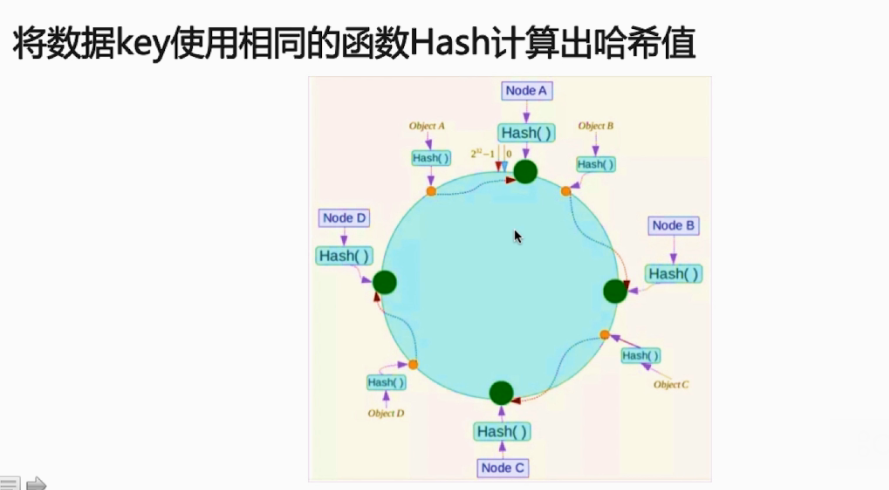 将数据key使用相同的函数Hash计算出哈希值
Node A
Object A
Hash( )
Object B
Hash( )
2³²−1
0
Hash( )
Node D
Node B
Hash( )
Hash( )
Hash( )
Object C
Hash( )
Object D
Hash( )
Node C